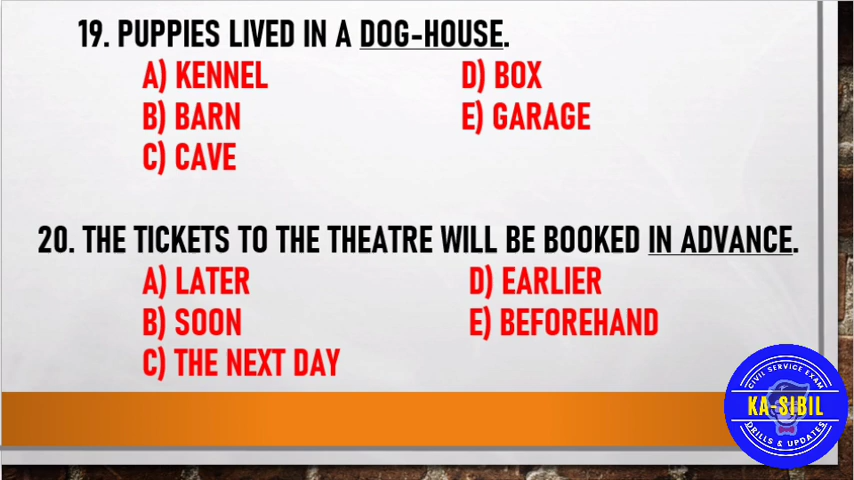 19. PUPPIES LIVED IN A DOG-HOUSE.
A) KENNEL
B) BARN
C) CAVE
D) BOX
E) GARAGE
20. THE TICKETS TO THE THEATRE WILL BE BOOKED IN ADVANCE.
A) LATER
B) SOON
C) THE NEXT DAY
D) EARLIER
E) BEFOREHAND
CIVIL SERVICE EXAM
KA-SIBIL
DRILLS & UPDATES